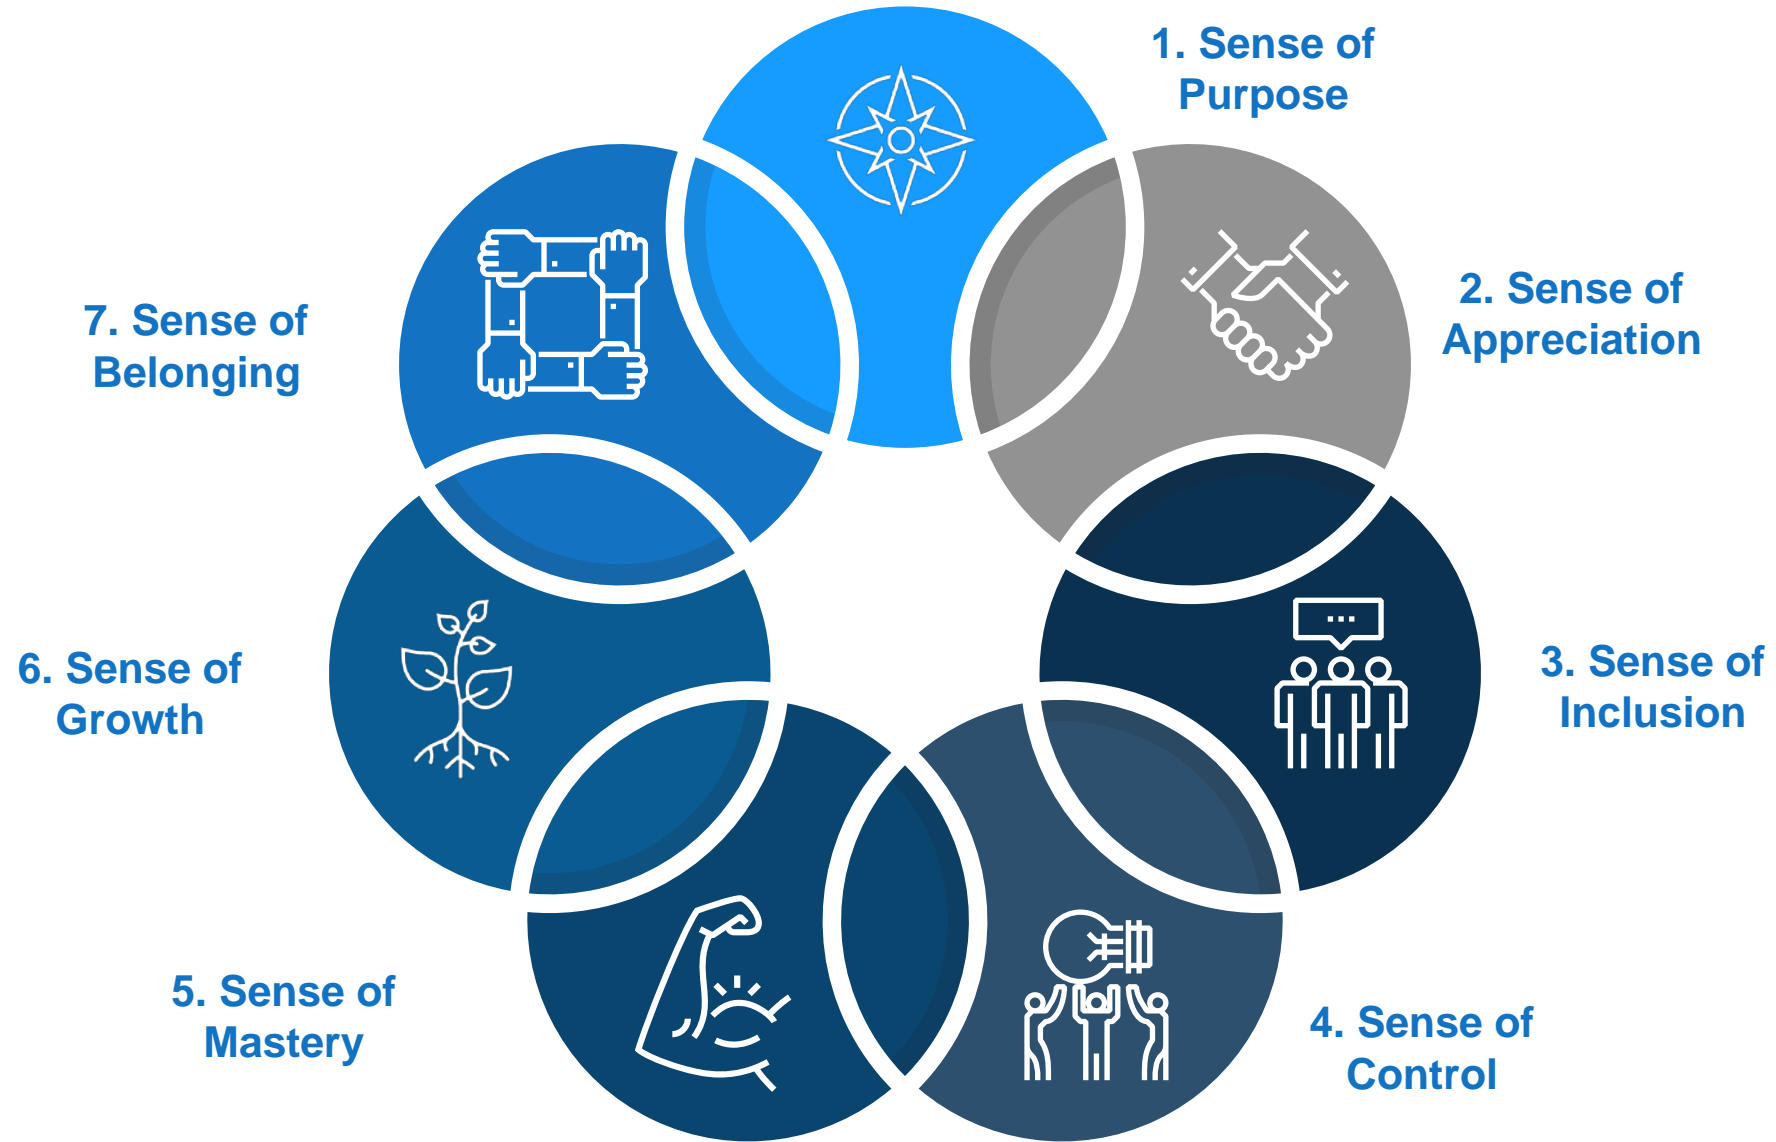 1. Sense of
Purpose
2. Sense of
Appreciation
3. Sense of
Inclusion
4. Sense of
Control
5. Sense of
Mastery
6. Sense of
Growth
7. Sense of
Belonging